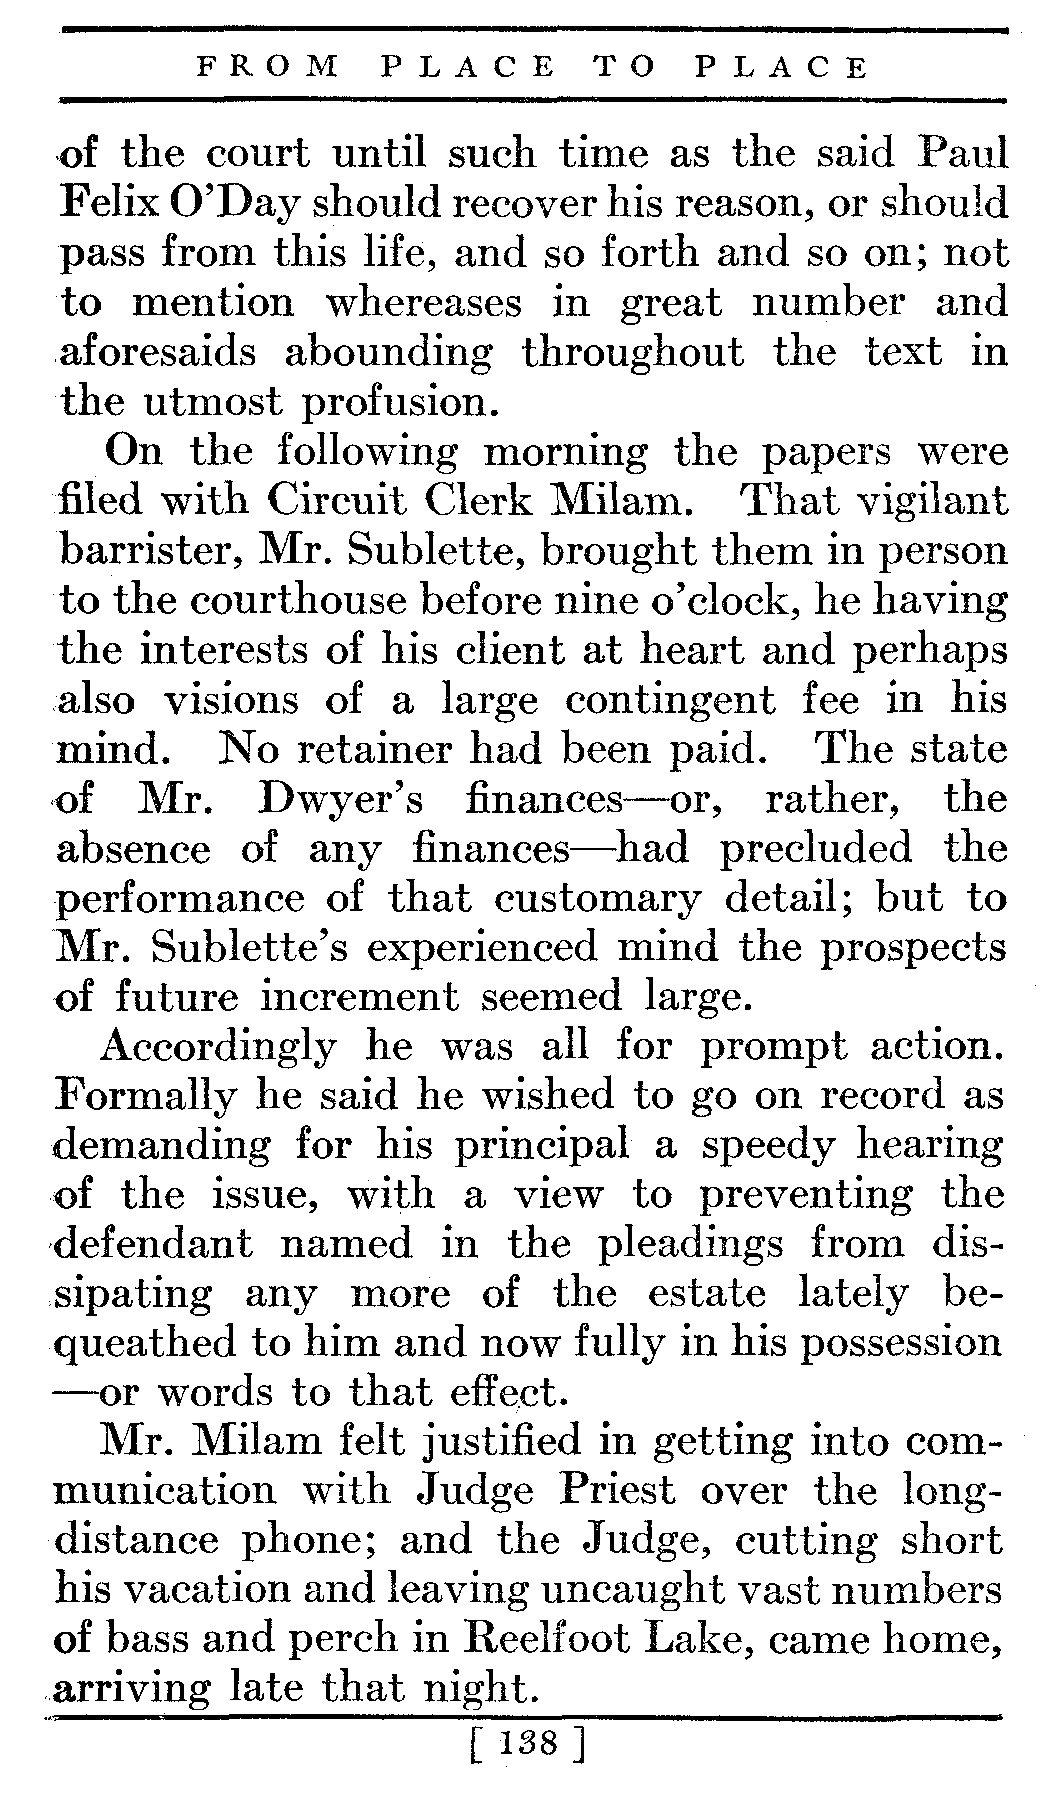 FROM PLACE TO PLACE
of the court until such time as the said Paul
Felix O'Day should recover his reason, or should
pass from this life, and so forth and so on; not
to mention whereases in great number and
aforesaids abounding throughout the text in
the utmost profusion.
On the following morning the papers were
filed with Circuit Clerk Milam. That vigilant
barrister, Mr. Sublette, brought them in person
to the courthouse before nine o'clock, he having
the interests of his client at heart and perhaps
also visions of a large contingent fee in his
mind. No retainer had been paid. The state
of Mr. Dwyer's finances—or, rather, the
absence of any finances—had precluded the
performance of that customary detail; but to
Mr. Sublette's experienced mind the prospects
of future increment seemed large.
Accordingly he was all for prompt action.
Formally he said he wished to go on record as
demanding for his principal a speedy hearing
of the issue, with a view to preventing the
defendant named in the pleadings from dis-
sipating any more of the estate lately be-
queathed to him and now fully in his possession
—or words to that effect.
Mr. Milam felt justified in getting into com-
munication with Judge Priest over the long-
distance phone; and the Judge, cutting short
his vacation and leaving uncaught vast numbers
of bass and perch in Reelfoot Lake, came home,
arriving late that night.
[ 138 ]